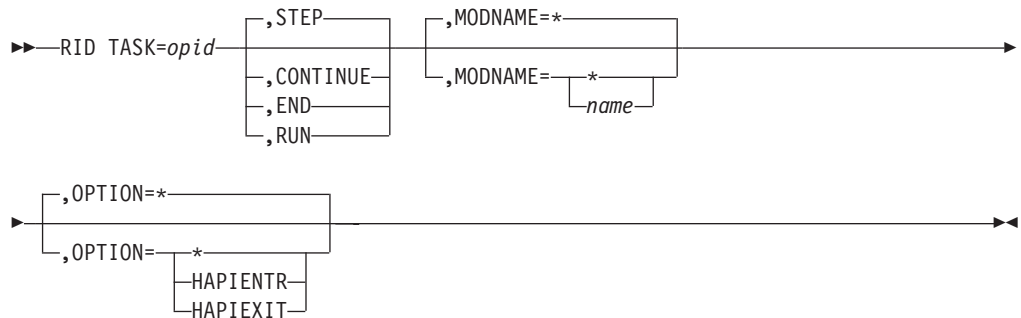 ,STEP ,MODNAME=*
RID TASK=opid
,CONTINUE ,MODNAME= *
,END name
,RUN
,OPTION=*
,OPTION= *
HAPIENTR
HAPIEXIT